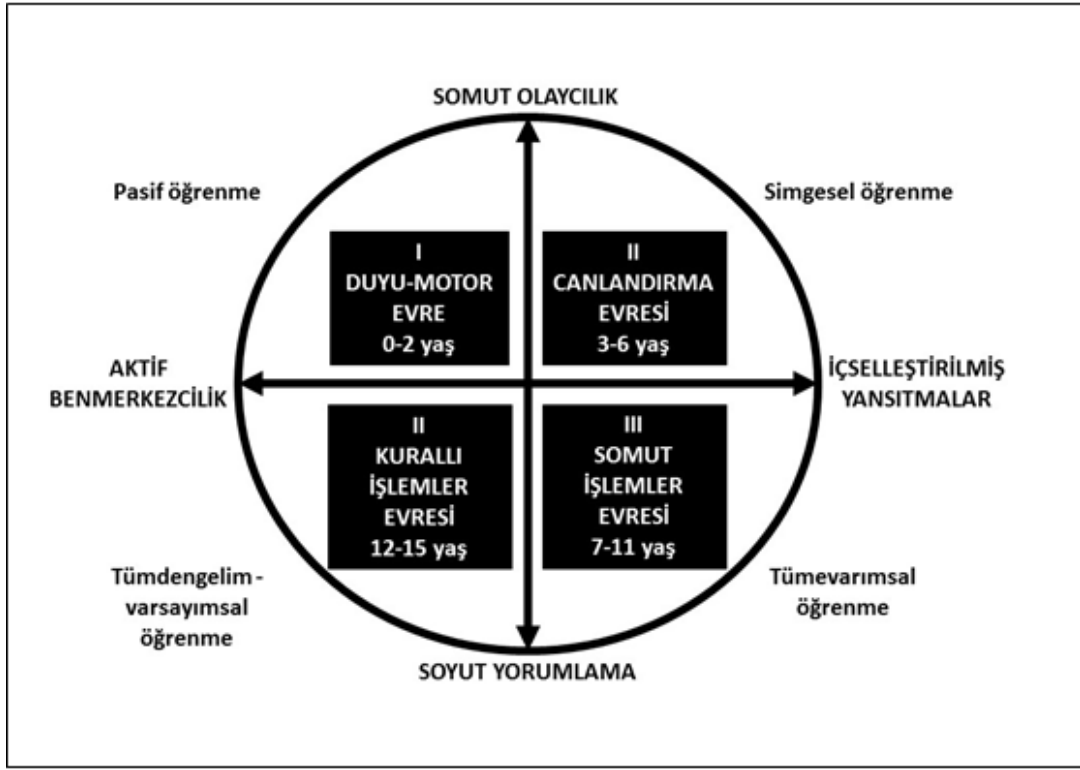 SOMUT OLAYCILIK
Pasif öğrenme
Simgesel öğrenme
I
DUYU-MOTOR
EVRE
0-2 yaş
II
CANLANDIRMA
EVRESİ
3-6 yaş
AKTİF
BENMERKEZCİLİK
İÇSELLEŞTİRİLMİŞ
YANSITMALAR
II
KURALLI
İŞLEMLER
EVRESİ
12-15 yaş
III
SOMUT
İŞLEMLER
EVRESİ
7-11 yaş
Tümdengelim -
varsayımsal
öğrenme
Tümevarımsal
öğrenme
SOYUT YORUMLAMA